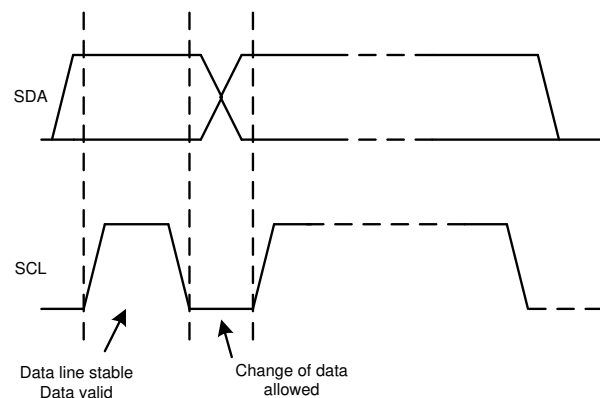 SDA
SCL
Data line stable
Data valid
Change of data
allowed